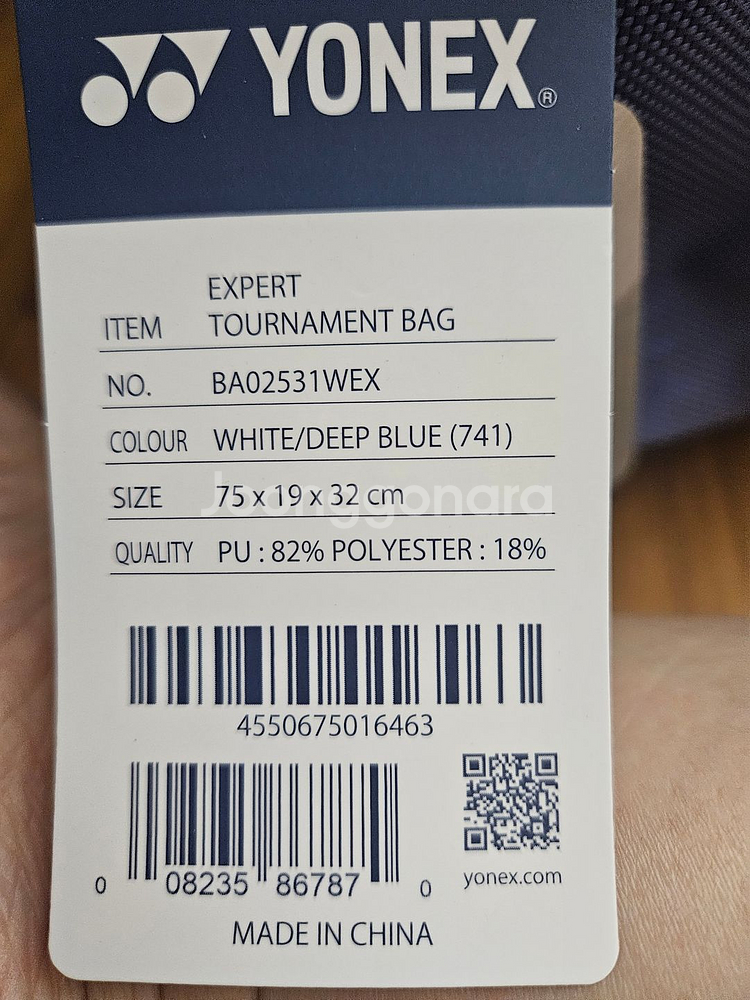 YONEX®
EXPERT
ITEM TOURNAMENT BAG
NO. BA02531WEX
COLOUR WHITE/DEEP BLUE (741)
SIZE 75 x 19 x 32 cm
Joonggonara
QUALITY PU : 82% POLYESTER : 18%
4550675016463
0 08235 86787 0
yonex.com
MADE IN CHINA